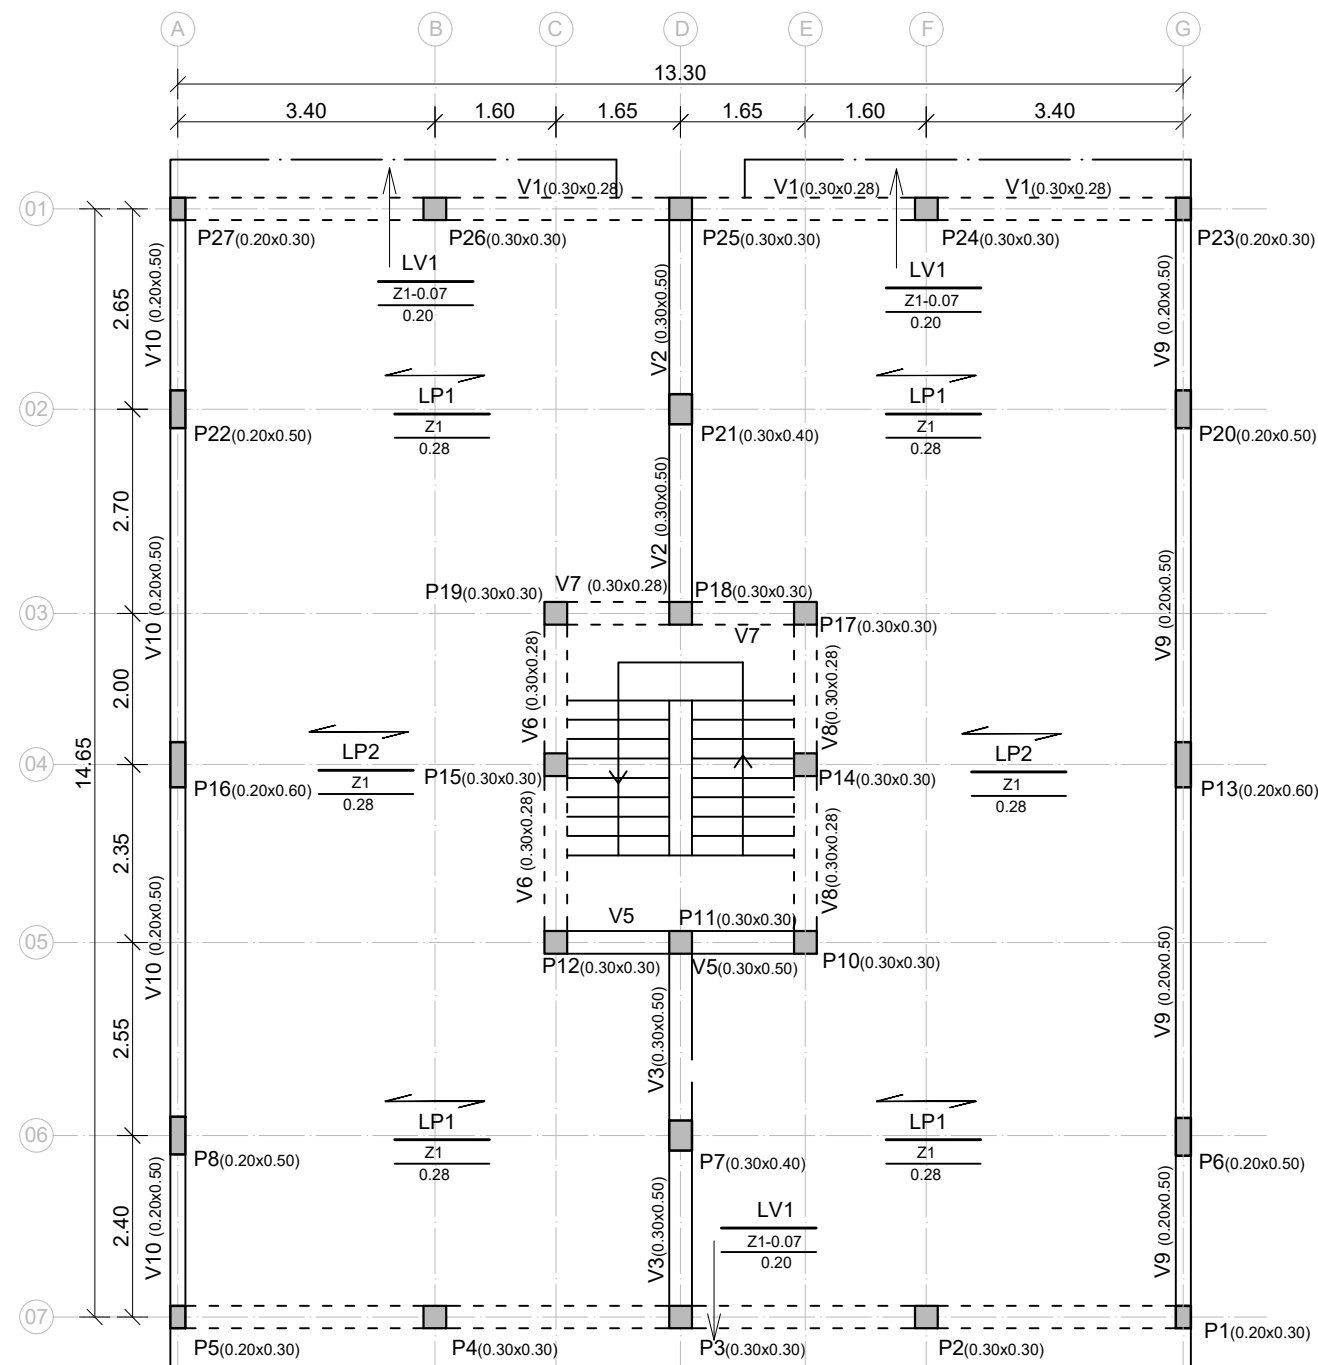 A B C D E F G
13.30
3.40 1.60 1.65 1.65 1.60 3.40
V1(0.30x0.28) V1(0.30x0.28) V1(0.30x0.28)
01
P27(0.20x0.30) P26(0.30x0.30) P25(0.30x0.30) P24(0.30x0.30) P23(0.20x0.30)
LV1 LV1
Z1-0.07 Z1-0.07
0.20 0.20
2.65
V10 (0.20x0.50)
V2 (0.30x0.50)
V9 (0.20x0.50)
LP1 LP1
02
Z1 Z1
0.28 0.28
P22(0.20x0.50) P21(0.30x0.40) P20(0.20x0.50)
2.70
V10 (0.20x0.50)
V2 (0.30x0.50)
V9 (0.20x0.50)
P19(0.30x0.30) V7 (0.30x0.28) P18(0.30x0.30)
03
P17(0.30x0.30)
V7
2.00
V6 (0.30x0.28)
V8(0.30x0.28)
14.65
LP2 LP2
Z1 Z1
0.28 0.28
04
P16(0.20x0.60) P15(0.30x0.30) P14(0.30x0.30) P13(0.20x0.60)
2.35
V6 (0.30x0.28)
V8(0.30x0.28)
V10 (0.20x0.50)
V9 (0.20x0.50)
V5 P11(0.30x0.30)
05
P12(0.30x0.30) V5(0.30x0.50) P10(0.30x0.30)
2.55
V3(0.30x0.50)
LP1 LP1
Z1 Z1
0.28 0.28
06
P8(0.20x0.50) P7(0.30x0.40) P6(0.20x0.50)
2.40
V10 (0.20x0.50)
V3(0.30x0.50)
V9 (0.20x0.50)
LV1
Z1-0.07
0.20
07
P5(0.20x0.30) P4(0.30x0.30) P3(0.30x0.30) P2(0.30x0.30) P1(0.20x0.30)